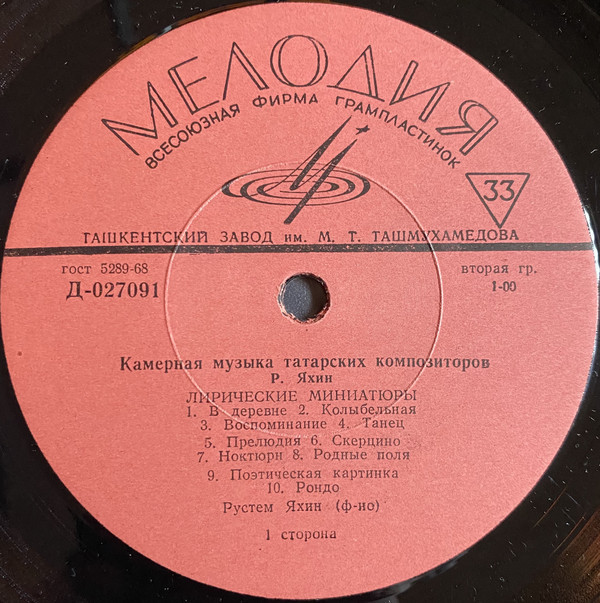 МЕЛОДИЯ
ВСЕСОЮЗНАЯ ФИРМА ГРАМПЛАСТИНОК
33
ТАШКЕНТСКИЙ ЗАВОД им. М. Т. ТАШМУХАМЕДОВА
гост 5289-68
вторая гр.
Д-027091
1-00
Камерная музыка татарских композиторов
Р. Яхин
ЛИРИЧЕСКИЕ МИНИАТЮРЫ
1. В деревне 2. Колыбельная
3. Воспоминание 4. Танец
5. Прелюдия 6. Скерцино
7. Ноктюрн 8. Родные поля
9. Поэтическая картинка
10. Рондо
Рустем Яхин (ф-но)
1 сторона